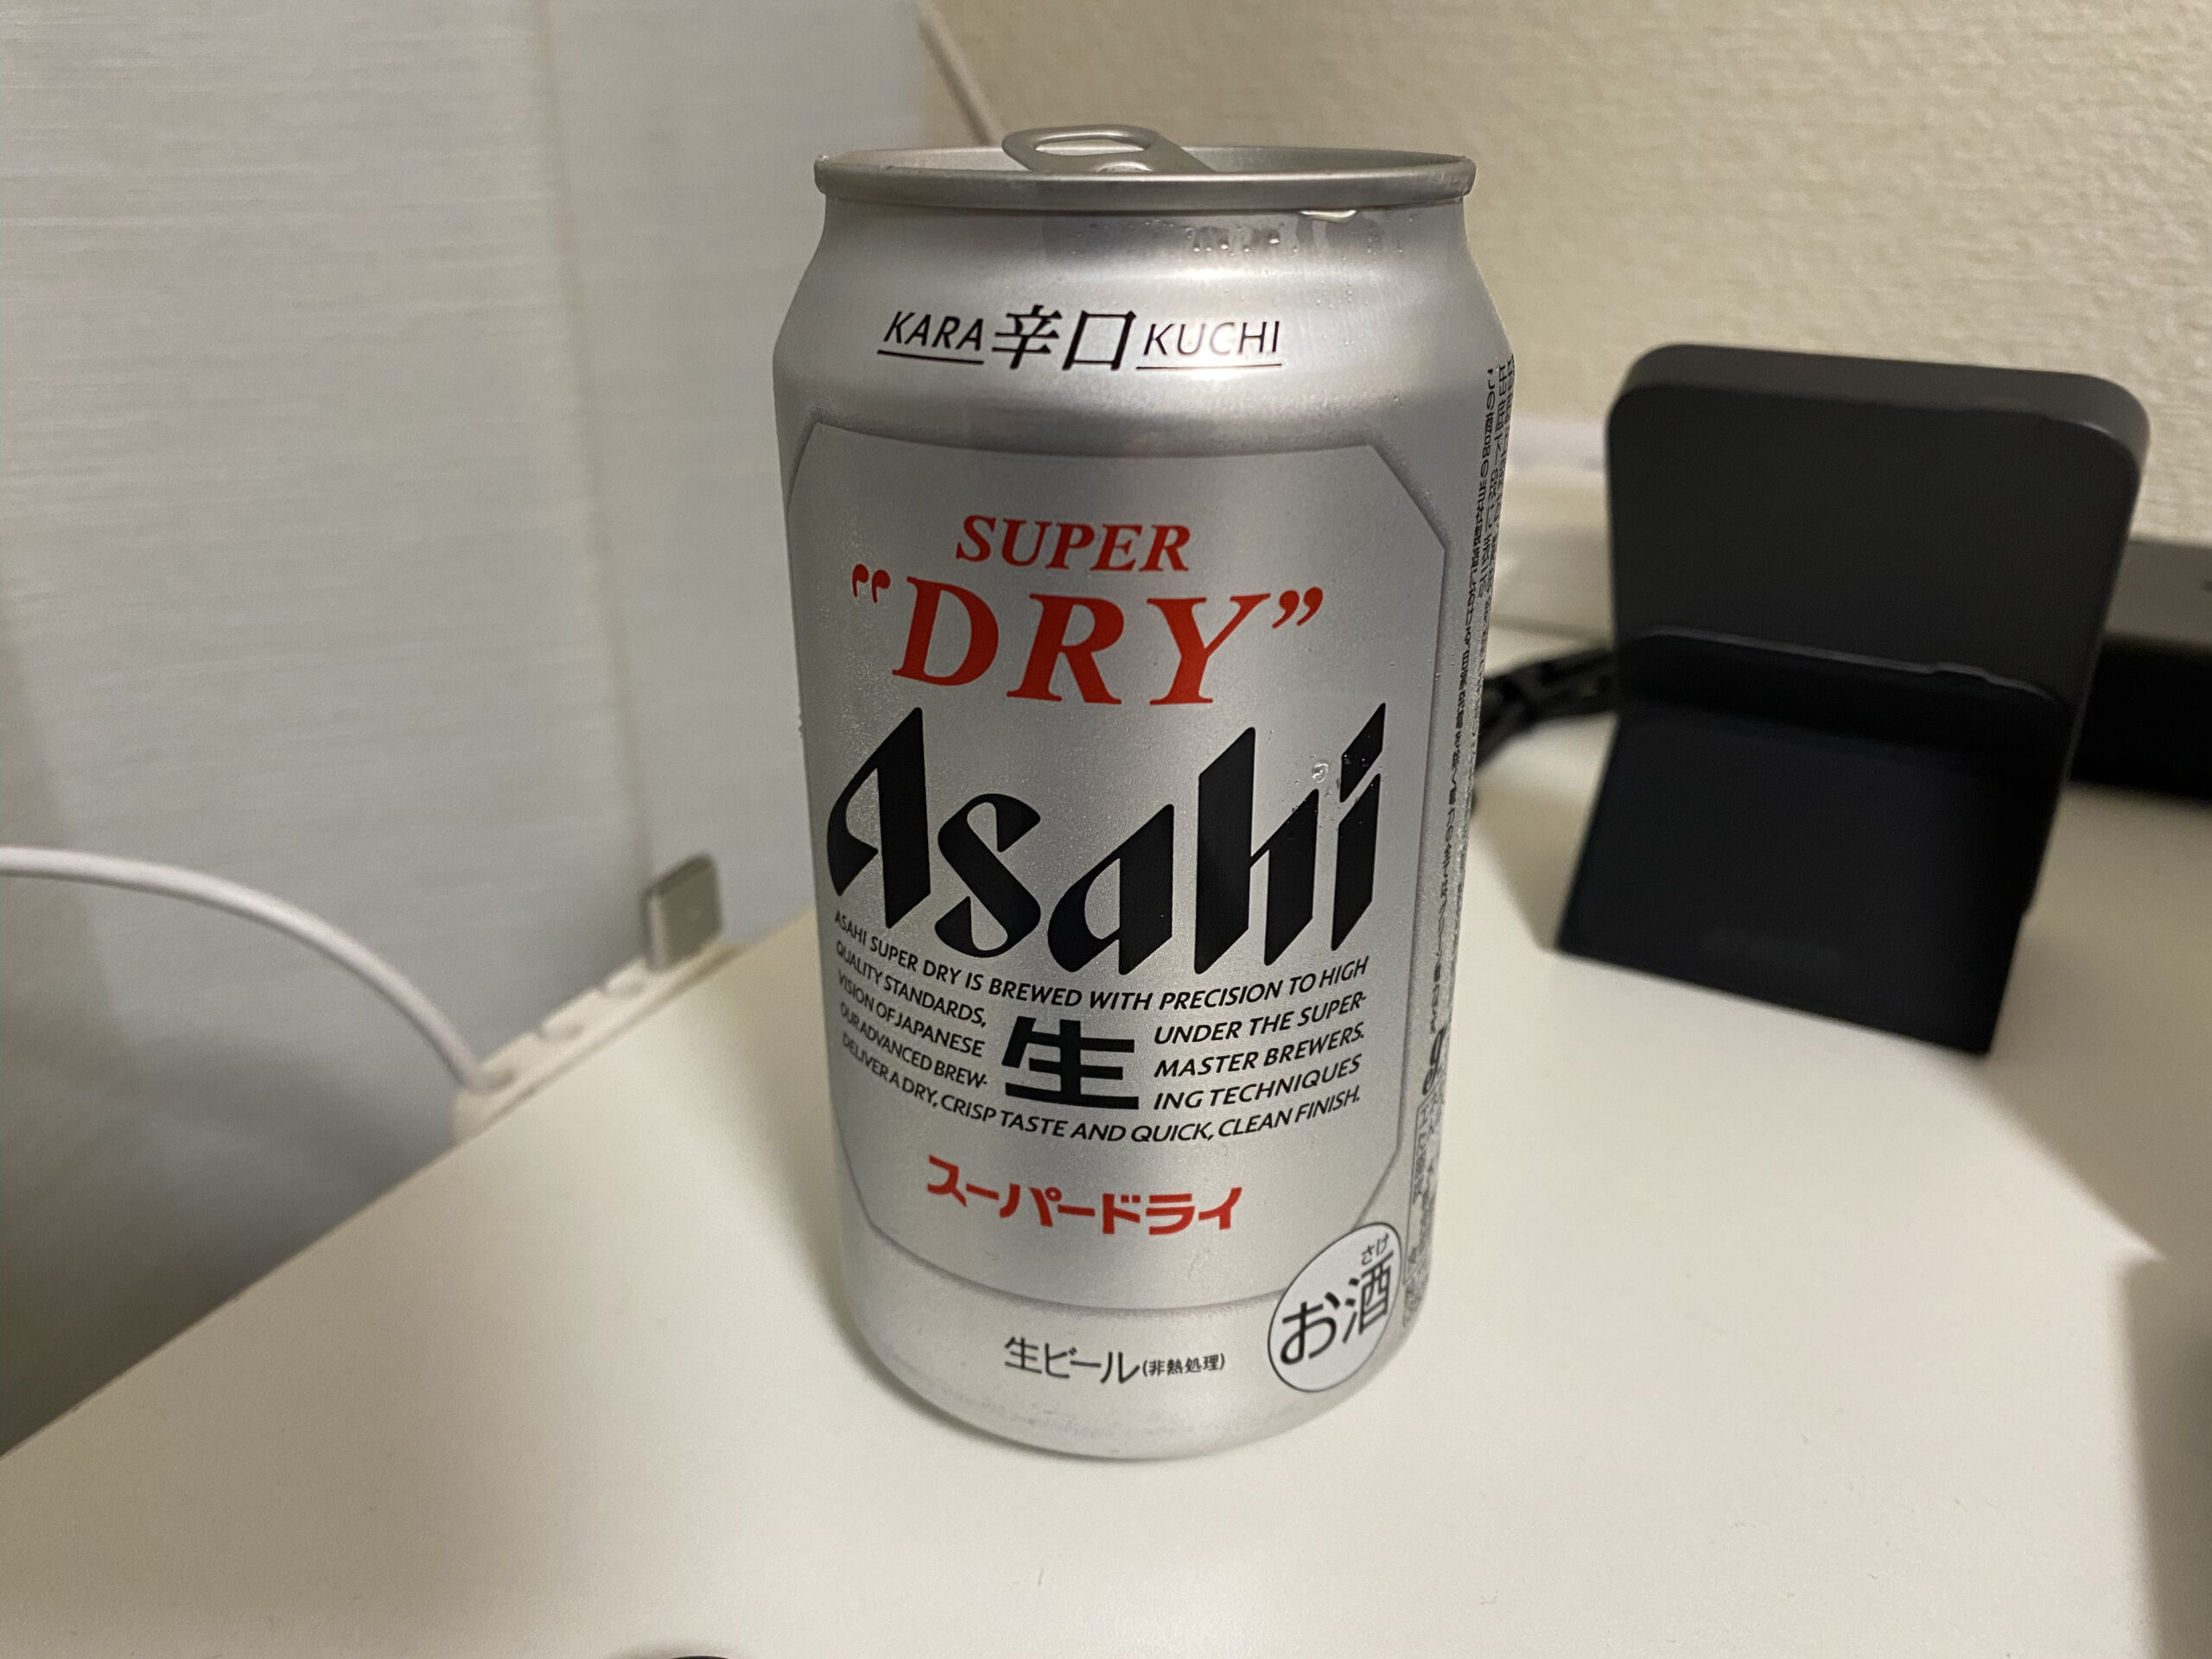 KARA 辛口 KUCHI
SUPER
"DRY"
Asahi
ASAHI SUPER DRY IS BREWED WITH PRECISION TO HIGH
QUALITY STANDARDS, UNDER THE SUPER-
VISION OF JAPANESE MASTER BREWERS.
OUR ADVANCED BREW- ING TECHNIQUES
DELIVER A DRY, CRISP TASTE AND QUICK, CLEAN FINISH.
生
スーパードライ
さけ
お酒
生ビール(非熱処理)